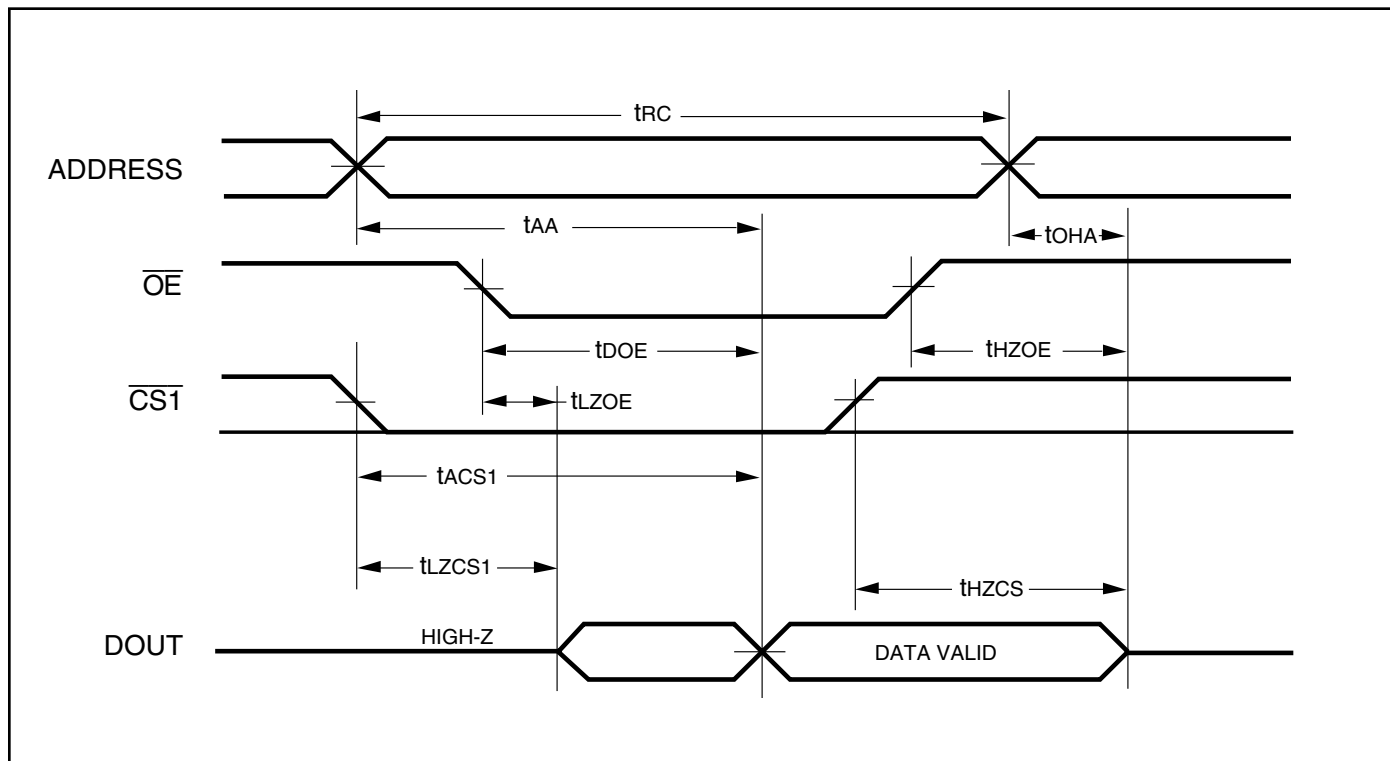 tRC
ADDRESS
tAA
tOHA
OE
tDOE
tHZOE
CS1
tLZOE
tACS1
tLZCS1
tHZCS
DOUT
HIGH-Z
DATA VALID